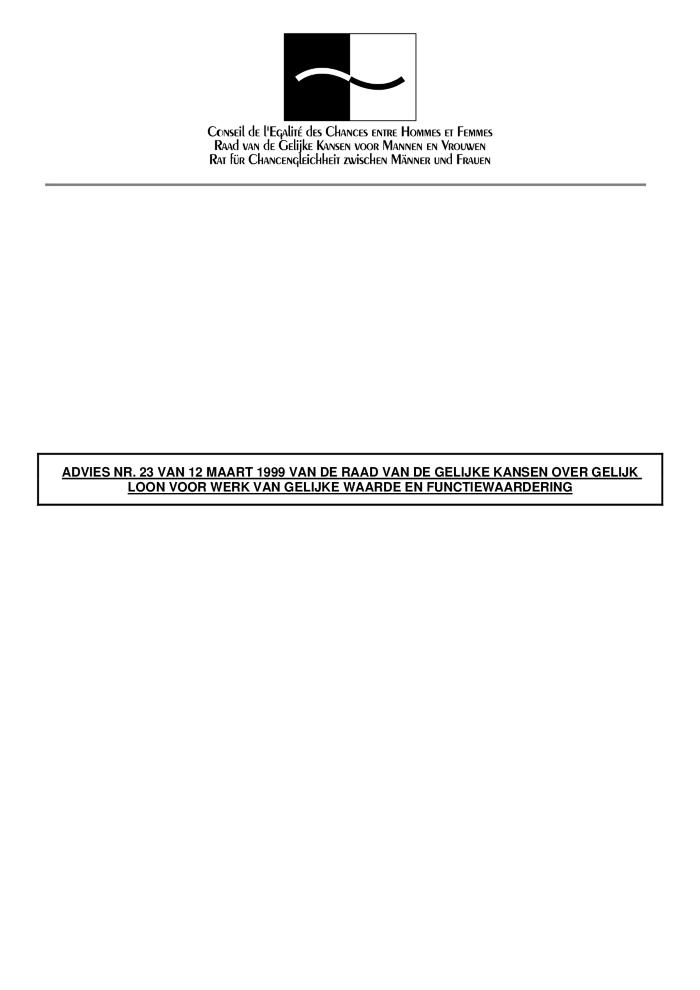 Conseil de l'Egalité des Chances entre Hommes et Femmes
Raad van de Gelijke Kansen voor Mannen en Vrouwen
Rat für Chancengleichheit zwischen Männer und Frauen
ADVIES NR. 23 VAN 12 MAART 1999 VAN DE RAAD VAN DE GELIJKE KANSEN OVER GELIJK
LOON VOOR WERK VAN GELIJKE WAARDE EN FUNCTIEWAARDERING